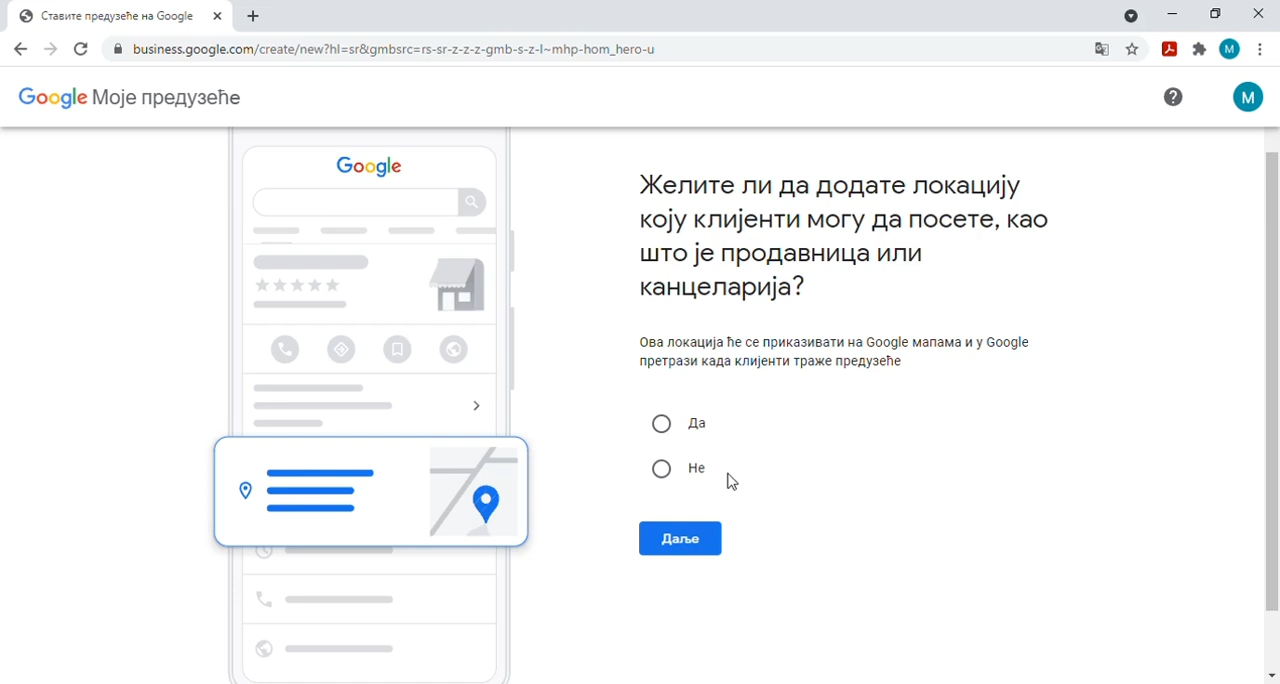 Ставите предузеће на Google
business.google.com/create/new?hl=sr&gmbsrc=rs-sr-z-z-z-gmb-s-z-l~mhp-hom_hero-u
M
Google Моје предузеће
M
Google
Желите ли да додате локацију
коју клијенти могу да посете, као
што је продавница или
канцеларија?
Ова локација ће се приказивати на Google мапама и у Google
претрази када клијенти траже предузеће
Да
Не
Даље